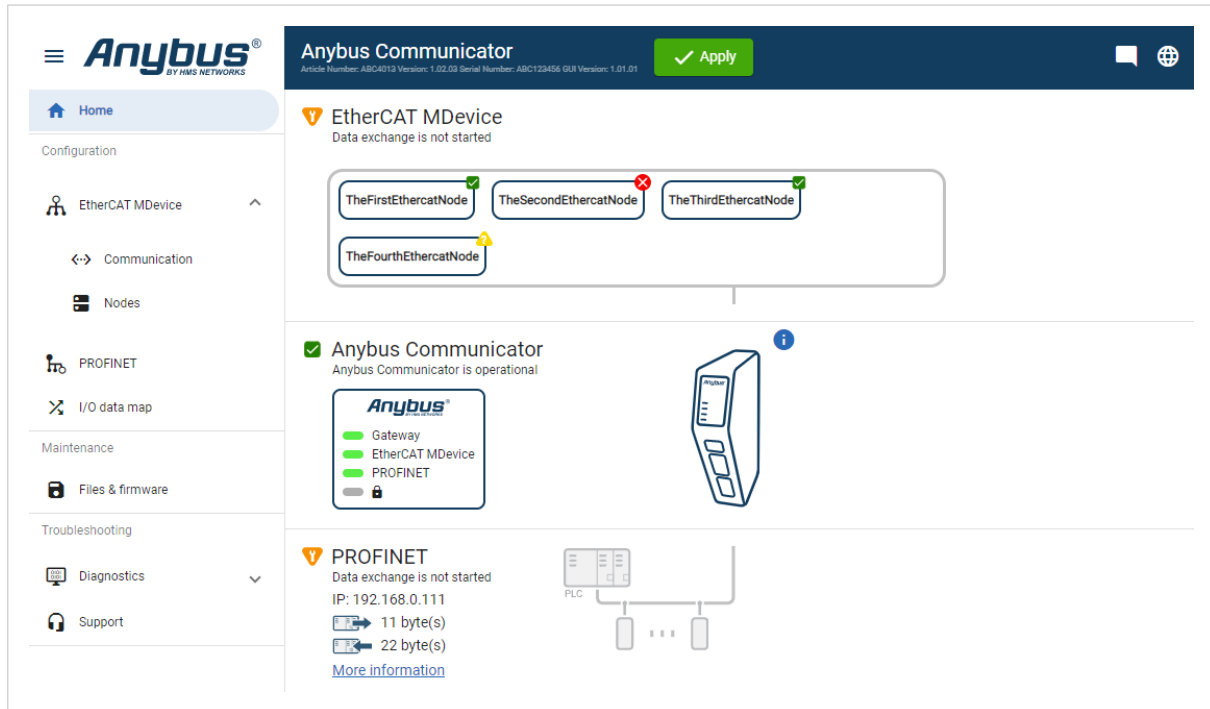 Anybus®
BY HMS NETWORKS
Anybus Communicator
Article Number: ABC4013 Version: 1.02.03 Serial Number: ABC123456 GUI Version: 1.01.01
Apply
Home
Configuration
EtherCAT MDevice
Communication
Nodes
PROFINET
I/O data map
Maintenance
Files & firmware
Troubleshooting
Diagnostics
Support
EtherCAT MDevice
Data exchange is not started
TheFirstEthercatNode
TheSecondEthercatNode
TheThirdEthercatNode
TheFourthEthercatNode
Anybus Communicator
Anybus Communicator is operational
Anybus®
BY HMS NETWORKS
Gateway
EtherCAT MDevice
PROFINET
Anybus
PROFINET
Data exchange is not started
IP: 192.168.0.111
11 byte(s)
22 byte(s)
More information
PLC